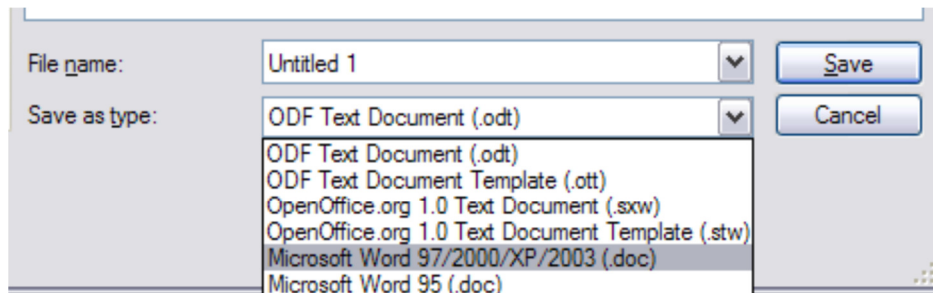 File name: Untitled 1 Save
Save as type: ODF Text Document (.odt) Cancel
ODF Text Document (.odt)
ODF Text Document Template (.ott)
OpenOffice.org 1.0 Text Document (.sxw)
OpenOffice.org 1.0 Text Document Template (.stw)
Microsoft Word 97/2000/XP/2003 (.doc)
Microsoft Word 95 (.doc)